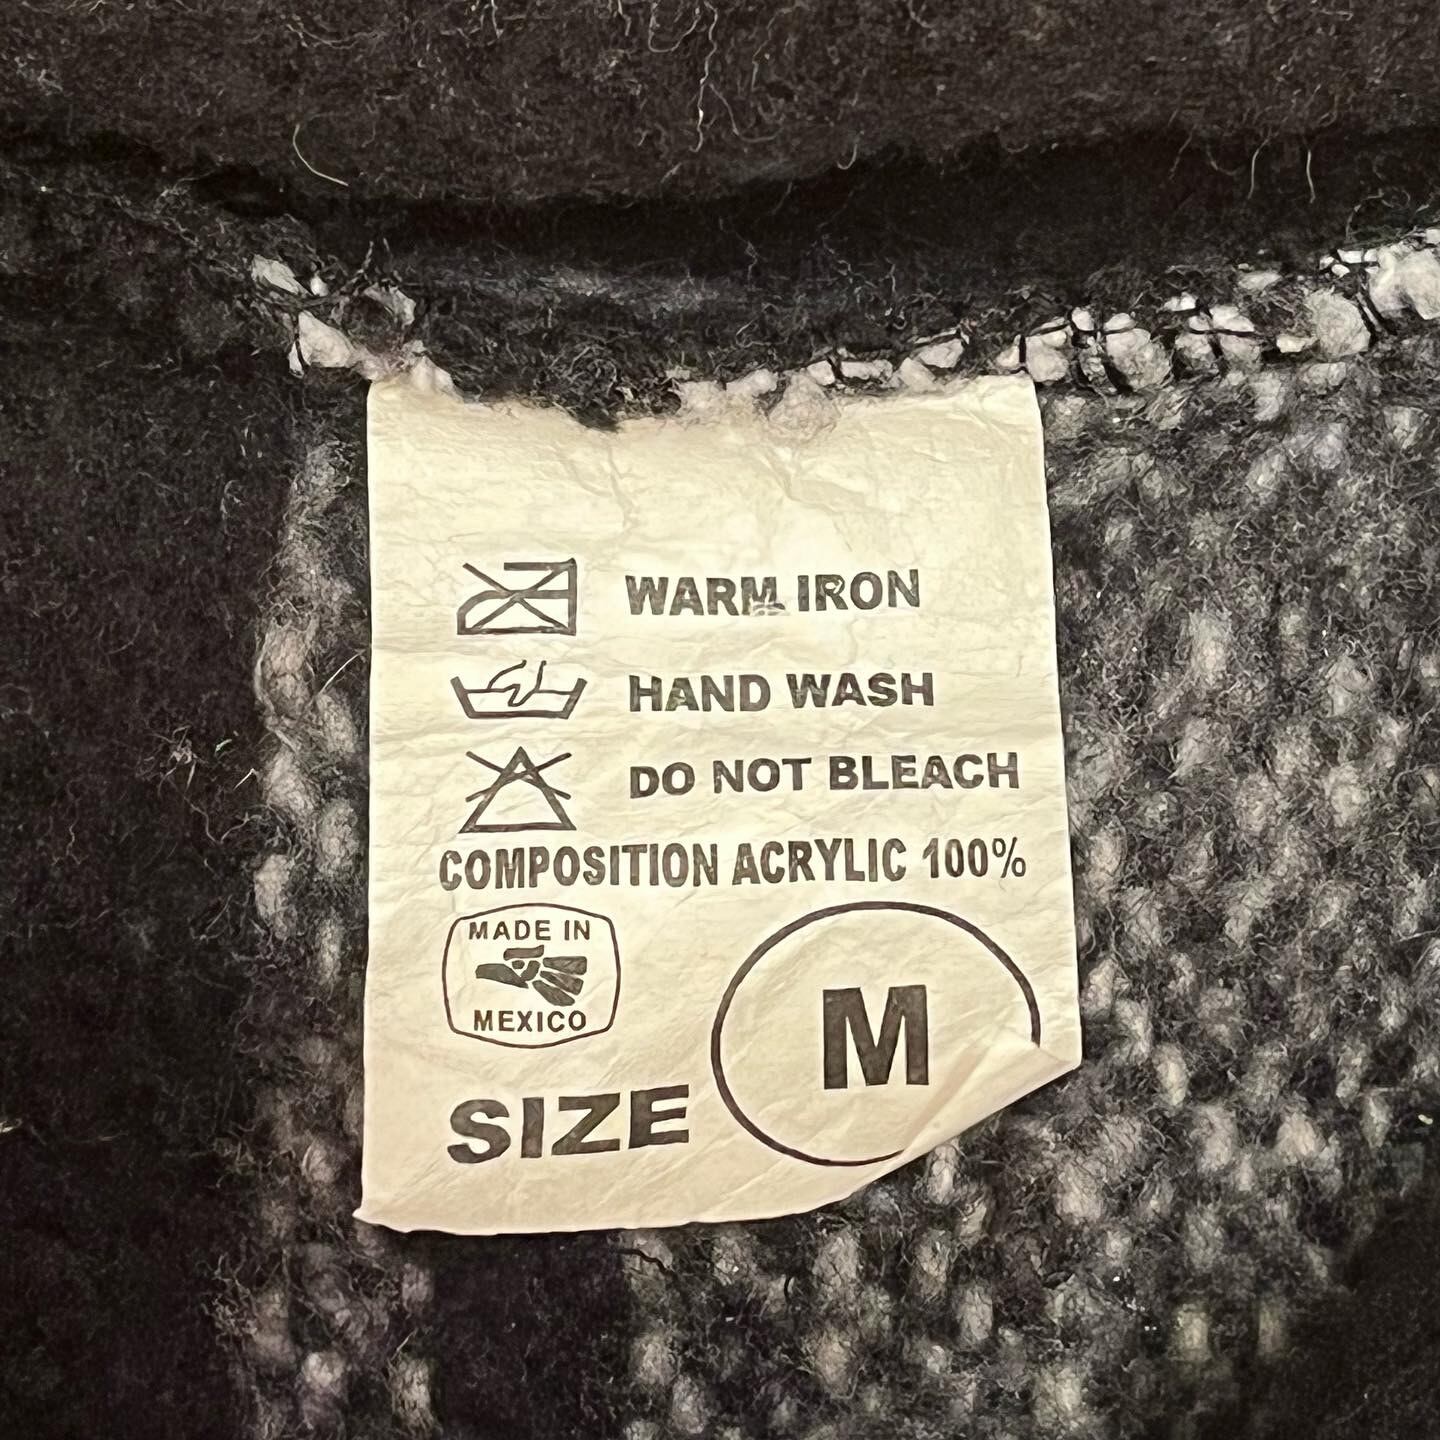 WARM IRON
HAND WASH
DO NOT BLEACH
COMPOSITION ACRYLIC 100%
MADE IN
MEXICO
SIZE M